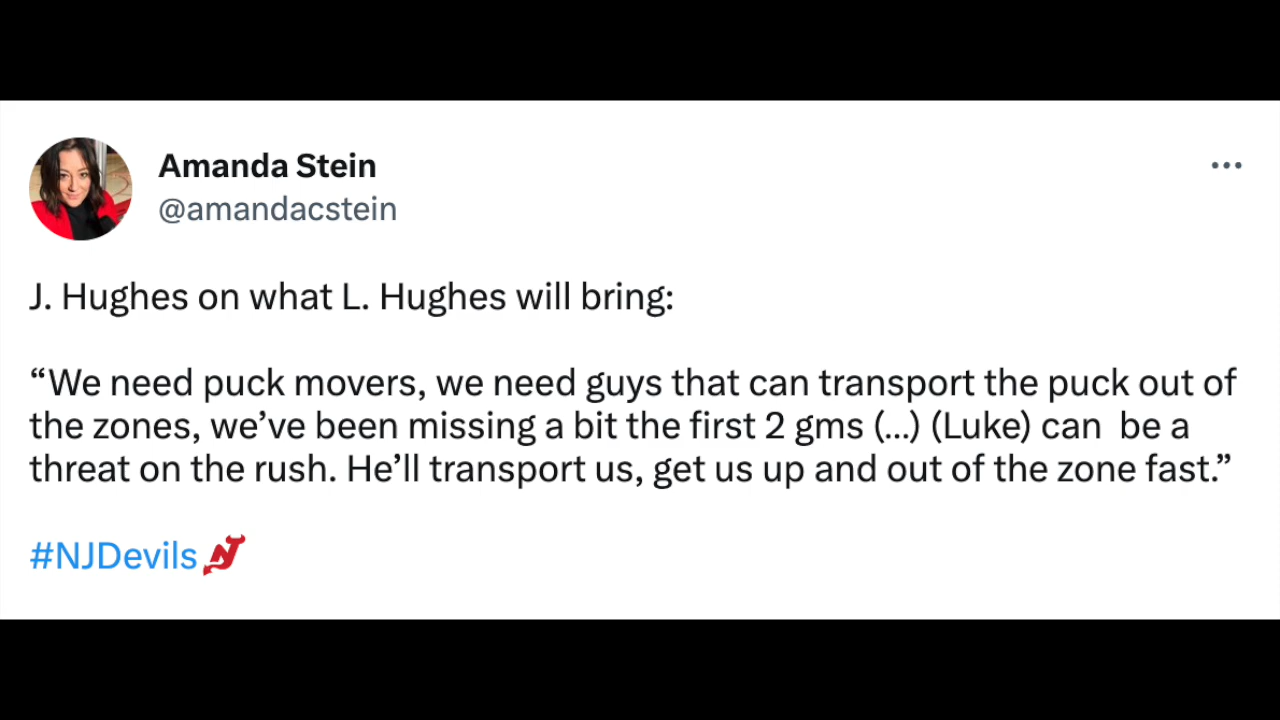 Amanda Stein
@amandacstein
J. Hughes on what L. Hughes will bring:
“We need puck movers, we need guys that can transport the puck out of
the zones, we’ve been missing a bit the first 2 gms (...) (Luke) can  be a
threat on the rush. He’ll transport us, get us up and out of the zone fast.”
#NJDevils